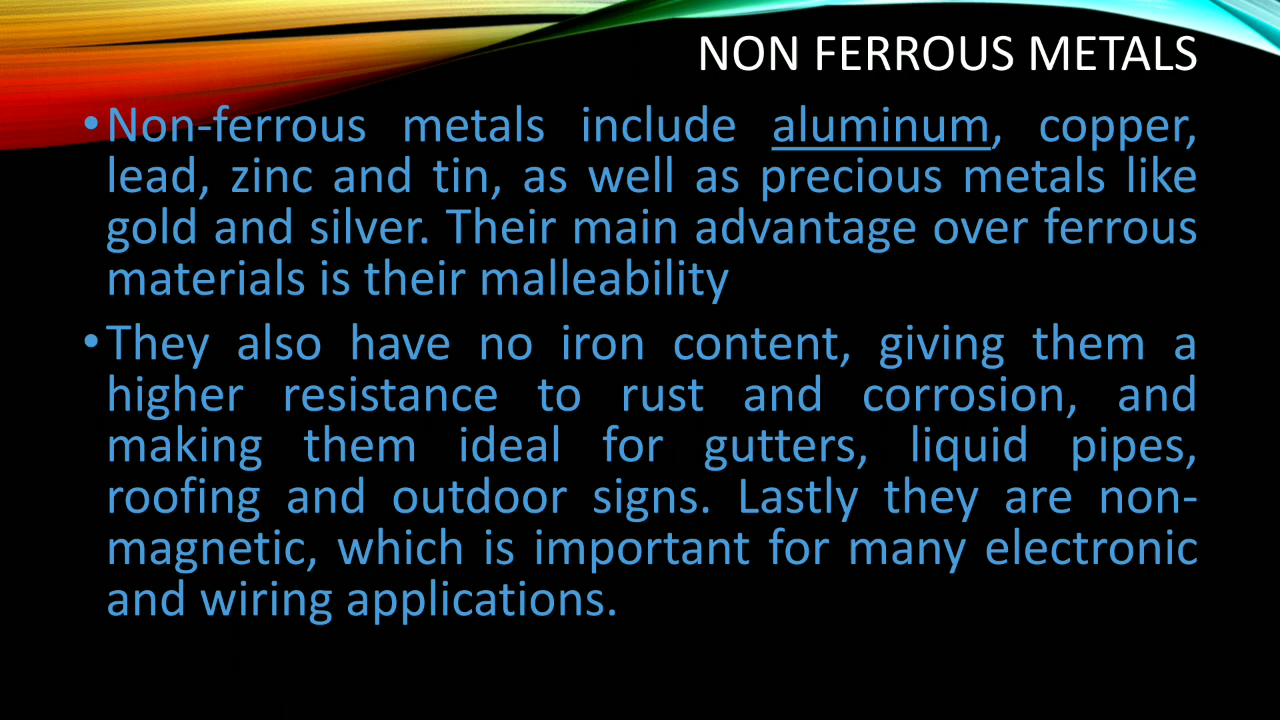 NON FERROUS METALS
•Non-ferrous metals include aluminum, copper,
lead, zinc and tin, as well as precious metals like
gold and silver. Their main advantage over ferrous
materials is their malleability
•They also have no iron content, giving them a
higher resistance to rust and corrosion, and
making them ideal for gutters, liquid pipes,
roofing and outdoor signs. Lastly they are non-
magnetic, which is important for many electronic
and wiring applications.